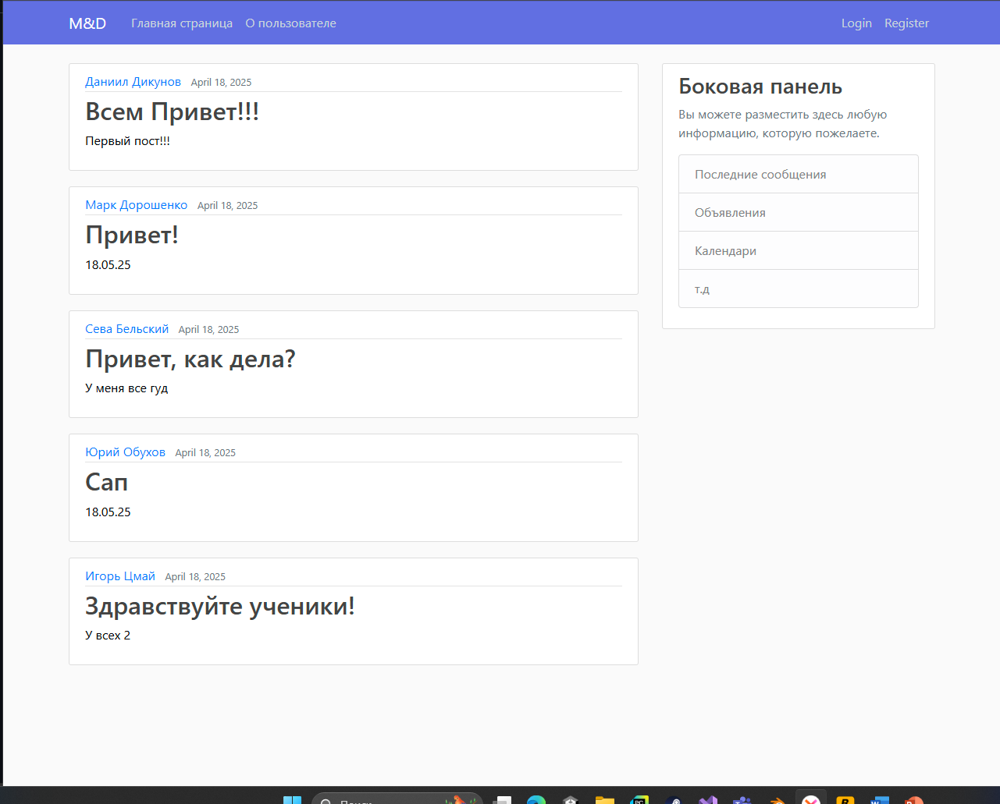 M&D Главная страница О пользователе Login Register
Даниил Дикунов April 18, 2025
Всем Привет!!!
Первый пост!!!
Марк Дорошенко April 18, 2025
Привет!
18.05.25
Сева Бельский April 18, 2025
Привет, как дела?
У меня все гуд
Юрий Обухов April 18, 2025
Сап
18.05.25
Игорь Цмай April 18, 2025
Здравствуйте ученики!
У всех 2
Боковая панель
Вы можете разместить здесь любую
информацию, которую пожелаете.
Последние сообщения
Объявления
Календари
т.д
Поиск